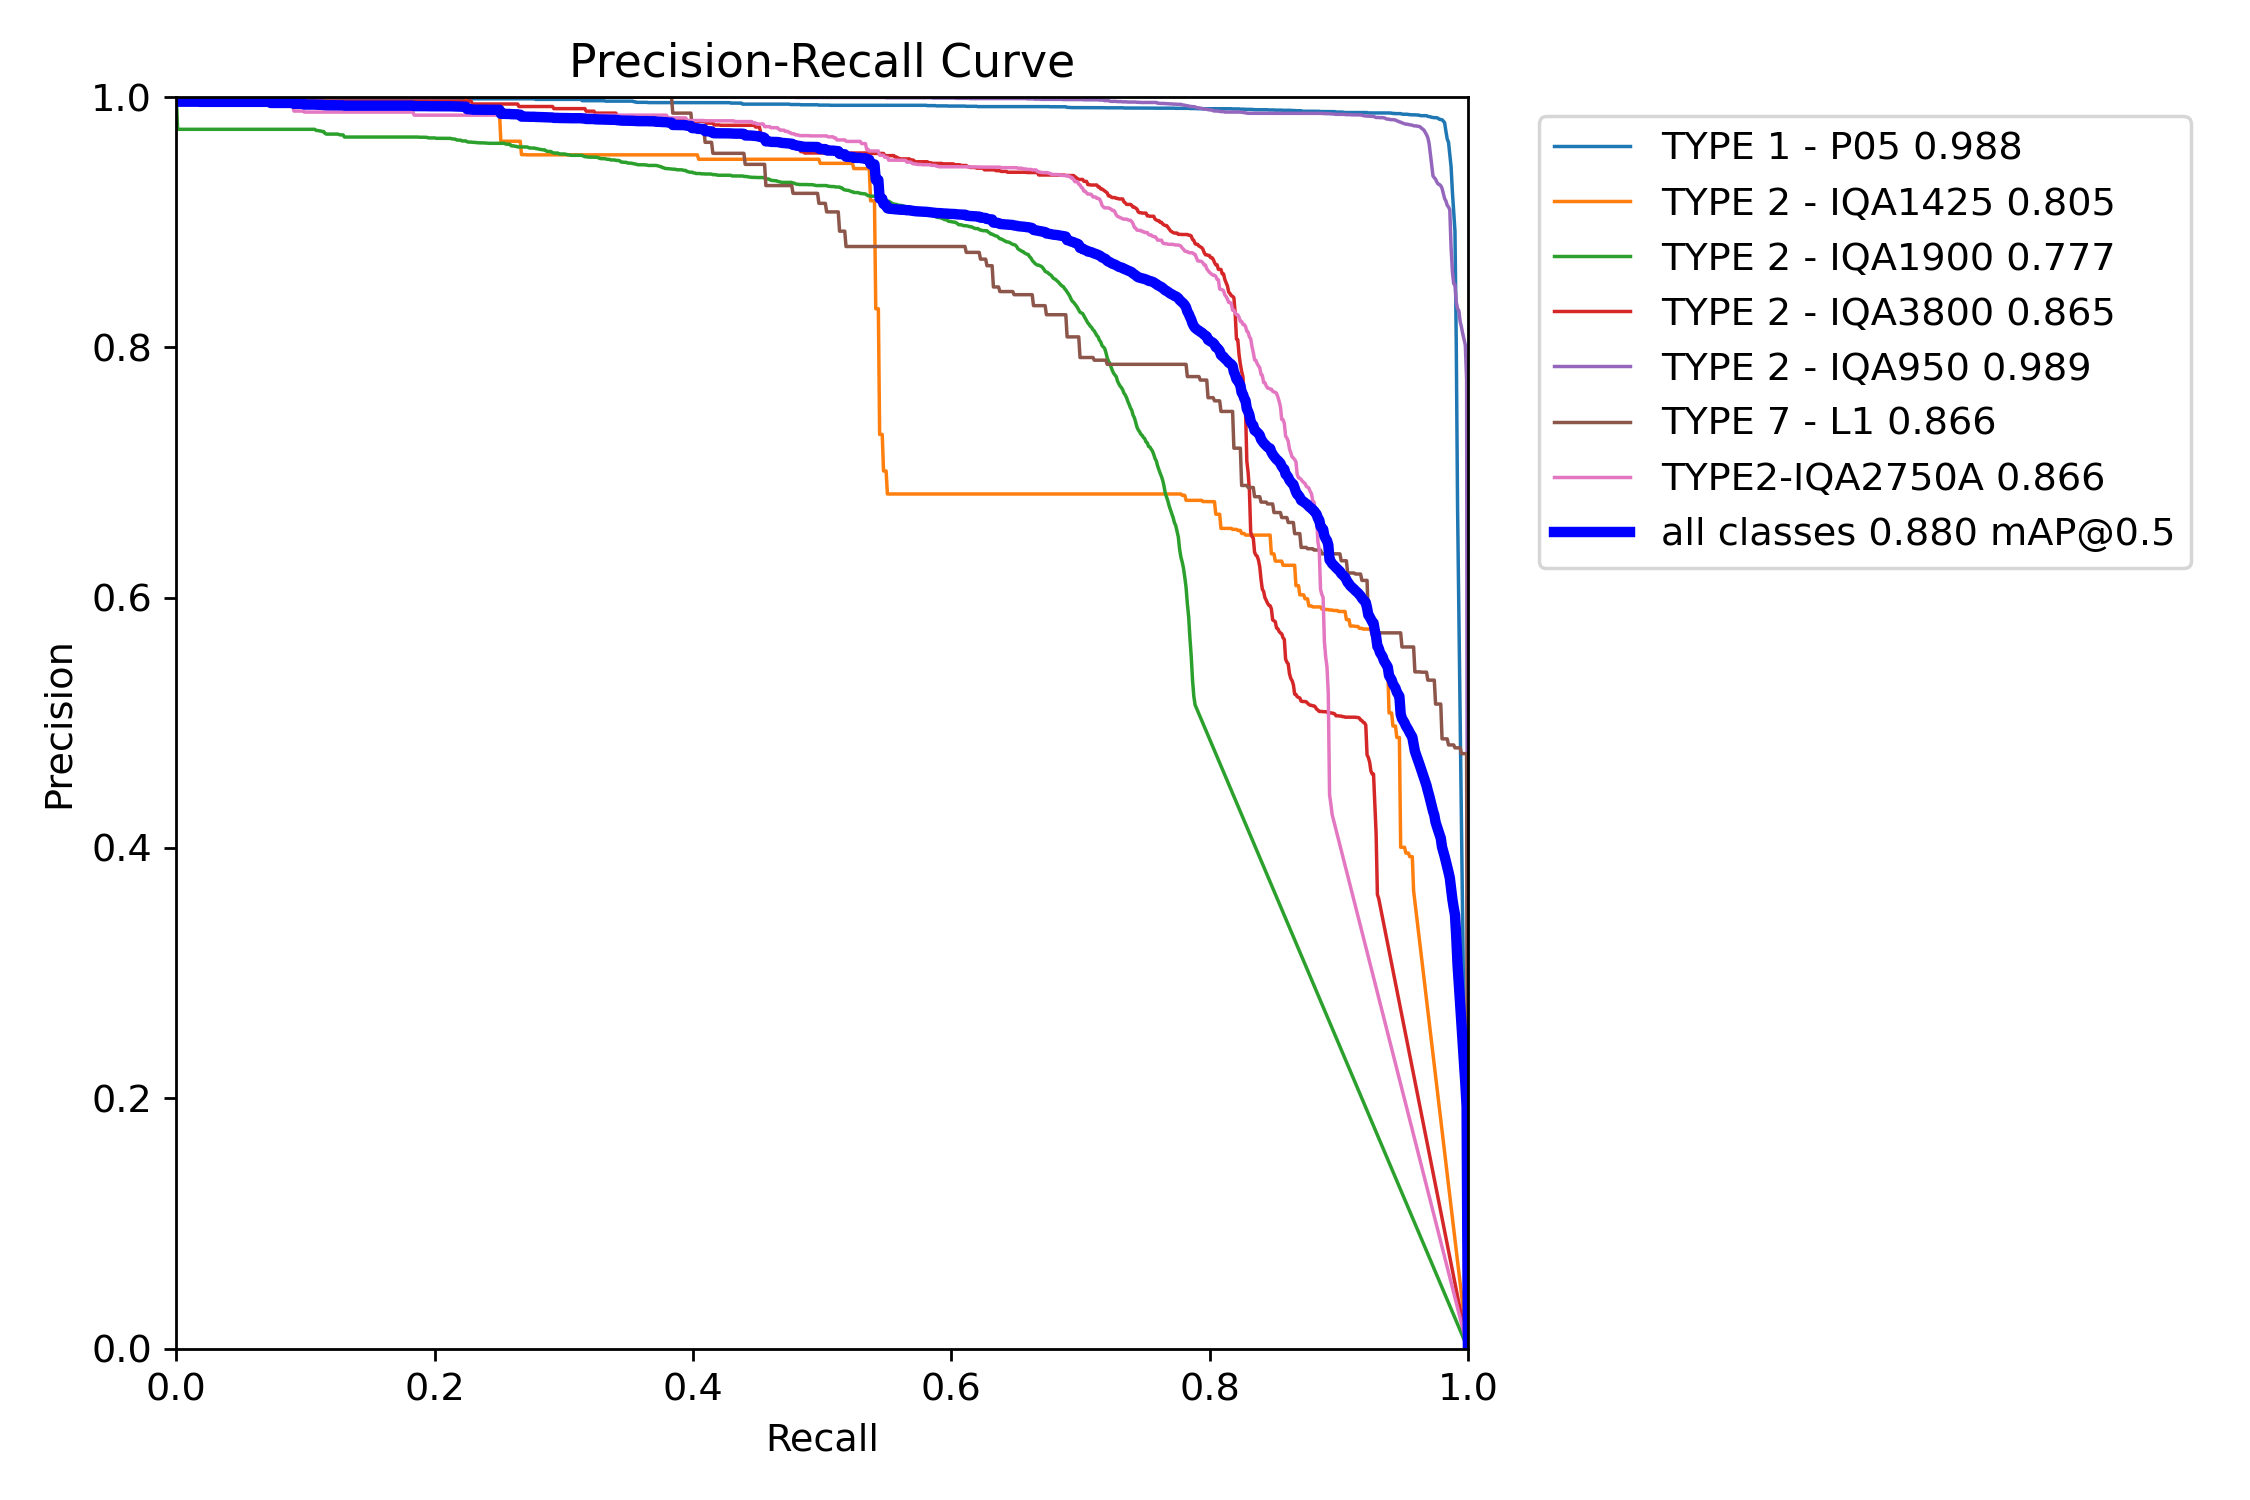 Precision-Recall Curve
1.0
0.8
0.6
0.4
0.2
0.0
Precision
0.0 0.2 0.4 0.6 0.8 1.0
Recall
TYPE 1 - P05 0.988
TYPE 2 - IQA1425 0.805
TYPE 2 - IQA1900 0.777
TYPE 2 - IQA3800 0.865
TYPE 2 - IQA950 0.989
TYPE 7 - L1 0.866
TYPE2-IQA2750A 0.866
all classes 0.880 mAP@0.5